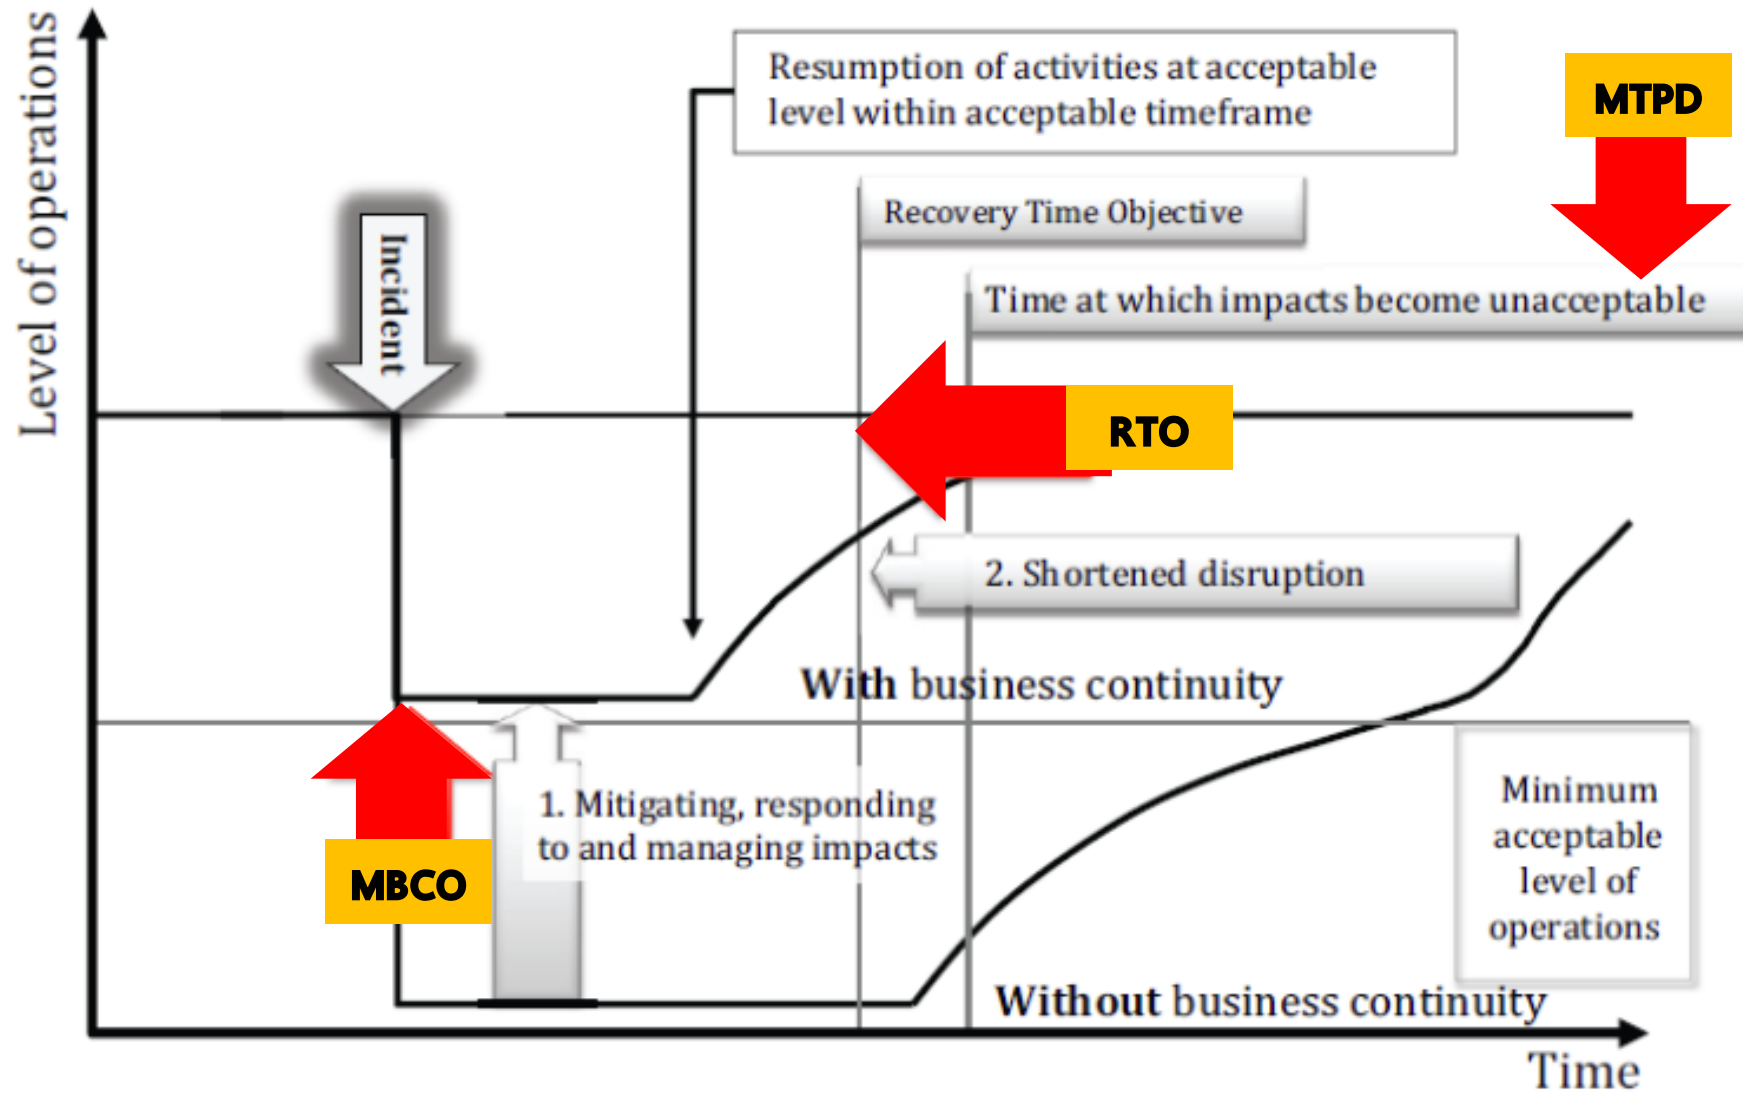 Level of operations
Resumption of activities at acceptable
level within acceptable timeframe
MTPD
Recovery Time Objective
Incident
Time at which impacts become unacceptable
RTO
2. Shortened disruption
With business continuity
1. Mitigating, responding
to and managing impacts
MBCO
Minimum
acceptable
level of
operations
Without business continuity
Time